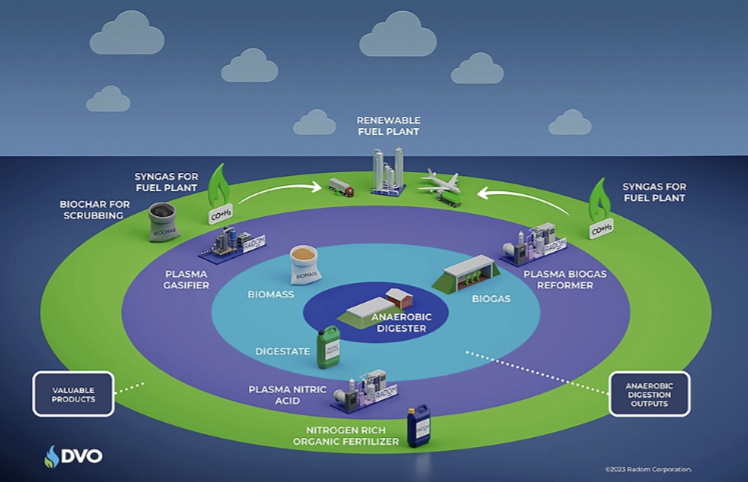 RENEWABLE
FUEL PLANT
SYNGAS FOR
FUEL PLANT
SYNGAS FOR
FUEL PLANT
BIOCHAR FOR
SCRUBBING
BIOCHAR
CO+H₂
CO+H₂
RADOM
RADOM
PLASMA
GASIFIER
PLASMA BIOGAS
REFORMER
BIOMASS
BIOMASS
BIOGAS
ANAEROBIC
DIGESTER
DIGESTATE
PLASMA NITRIC
ACID
RADOM
VALUABLE
PRODUCTS
ANAEROBIC
DIGESTION
OUTPUTS
NITROGEN RICH
ORGANIC FERTILIZER
DVO
©2023 Radom Corporation.